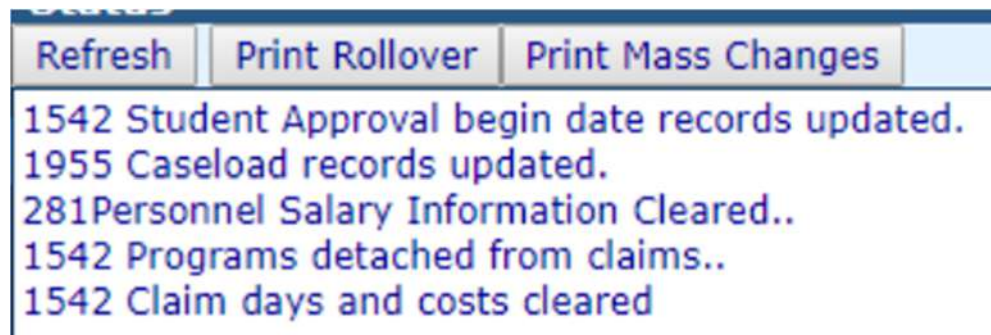 Status
Refresh Print Rollover Print Mass Changes
1542 Student Approval begin date records updated.
1955 Caseload records updated.
281Personnel Salary Information Cleared..
1542 Programs detached from claims..
1542 Claim days and costs cleared